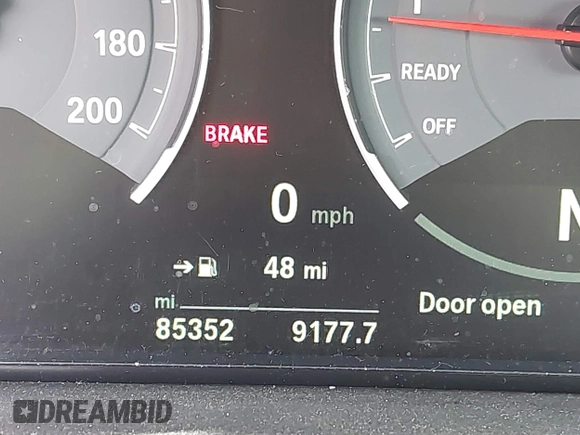 180
200
READY
OFF
BRAKE
0 mph
48 mi
mi
85352 9177.7
Door open
DREAMBID